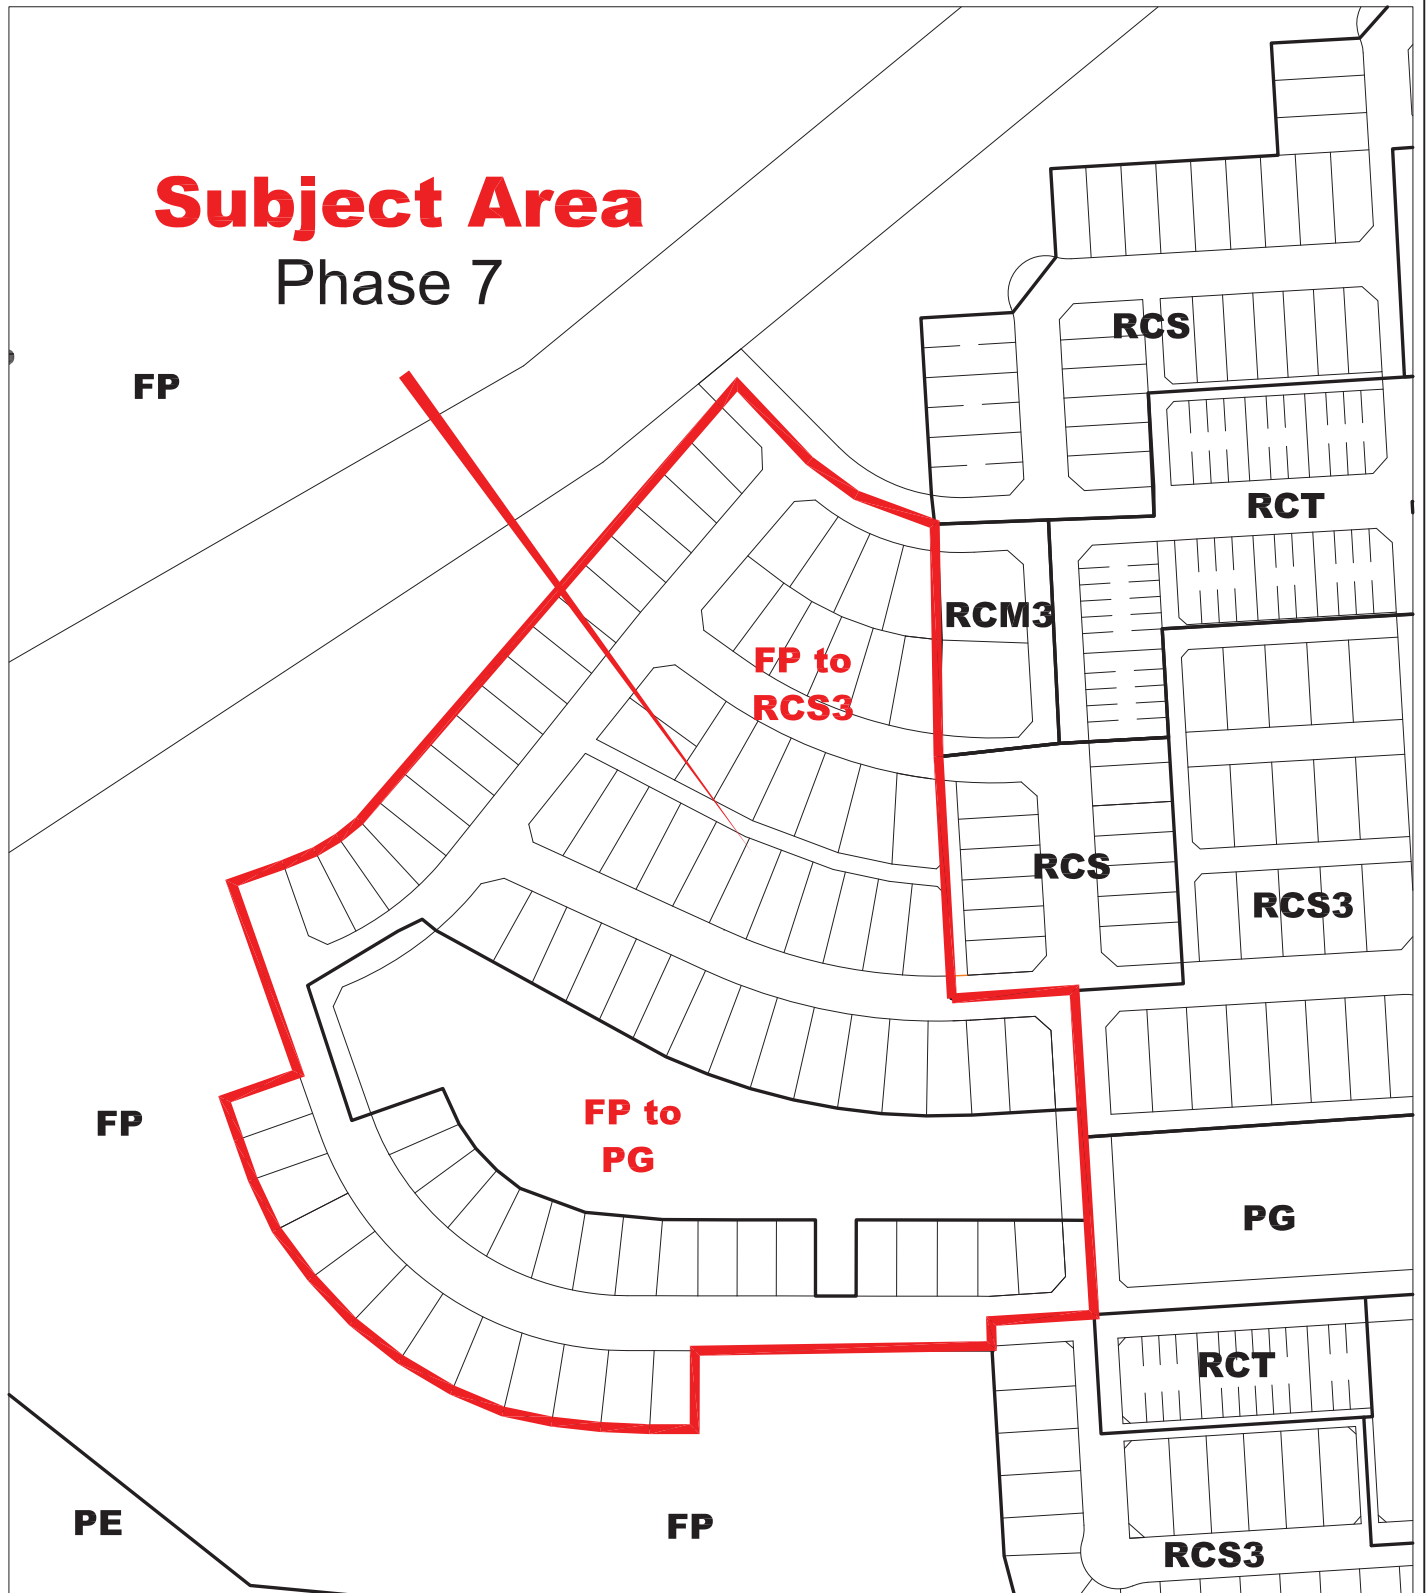 Subject Area
Phase 7
RCS
FP
RCT
RCM3
FP to
RCS3
RCS
RCS3
FP
FP to
PG
PG
RCT
PE
FP
RCS3